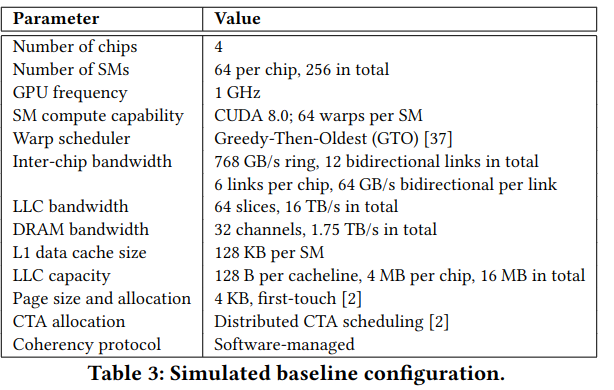 Parameter Value
Number of chips 4
Number of SMs 64 per chip, 256 in total
GPU frequency 1 GHz
SM compute capability CUDA 8.0; 64 warps per SM
Warp scheduler Greedy-Then-Oldest (GTO) [37]
Inter-chip bandwidth 768 GB/s ring, 12 bidirectional links in total
6 links per chip, 64 GB/s bidirectional per link
LLC bandwidth 64 slices, 16 TB/s in total
DRAM bandwidth 32 channels, 1.75 TB/s in total
L1 data cache size 128 KB per SM
LLC capacity 128 B per cacheline, 4 MB per chip, 16 MB in total
Page size and allocation 4 KB, first-touch [2]
CTA allocation Distributed CTA scheduling [2]
Coherency protocol Software-managed
Table 3: Simulated baseline configuration.